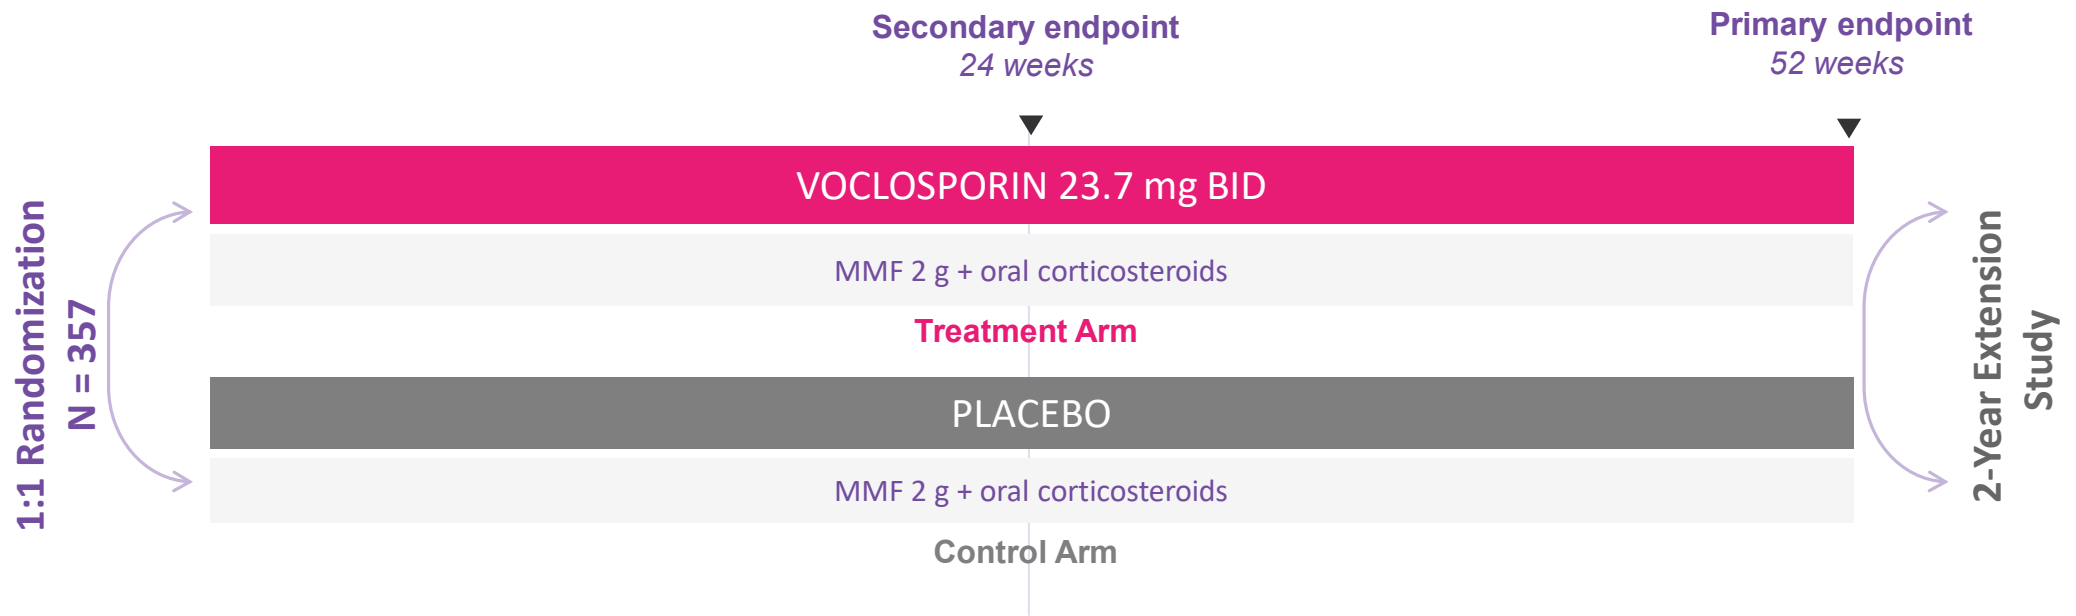 Secondary endpoint
24 weeks
Primary endpoint
52 weeks
1:1 Randomization
N = 357
VOCLOSPORIN 23.7 mg BID
MMF 2 g + oral corticosteroids
Treatment Arm
PLACEBO
MMF 2 g + oral corticosteroids
Control Arm
2-Year Extension
Study